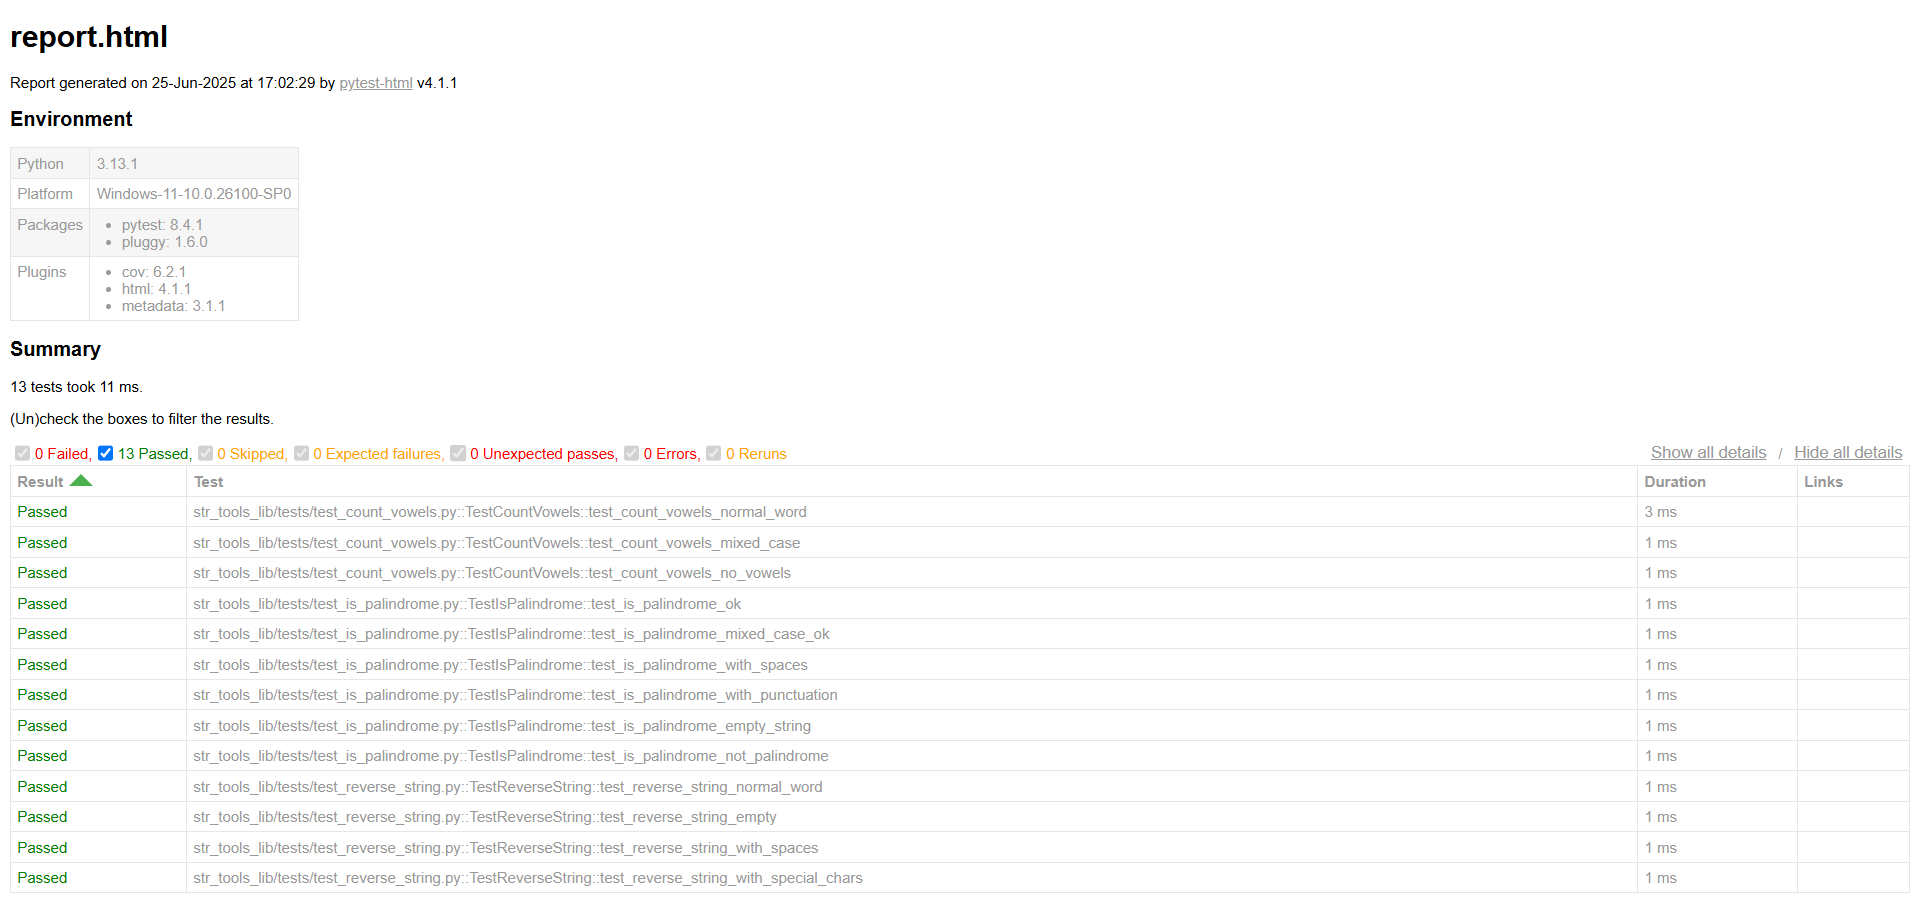 report.html
Report generated on 25-Jun-2025 at 17:02:29 by pytest-html v4.1.1
Environment
Python 3.13.1
Platform Windows-11-10.0.26100-SP0
Packages • pytest: 8.4.1
• pluggy: 1.6.0
Plugins • cov: 6.2.1
• html: 4.1.1
• metadata: 3.1.1
Summary
13 tests took 11 ms.
(Un)check the boxes to filter the results.
0 Failed, 13 Passed, 0 Skipped, 0 Expected failures, 0 Unexpected passes, 0 Errors, 0 Reruns Show all details / Hide all details
Result Test Duration Links
Passed str_tools_lib/tests/test_count_vowels.py::TestCountVowels::test_count_vowels_normal_word 3 ms
Passed str_tools_lib/tests/test_count_vowels.py::TestCountVowels::test_count_vowels_mixed_case 1 ms
Passed str_tools_lib/tests/test_count_vowels.py::TestCountVowels::test_count_vowels_no_vowels 1 ms
Passed str_tools_lib/tests/test_is_palindrome.py::TestIsPalindrome::test_is_palindrome_ok 1 ms
Passed str_tools_lib/tests/test_is_palindrome.py::TestIsPalindrome::test_is_palindrome_mixed_case_ok 1 ms
Passed str_tools_lib/tests/test_is_palindrome.py::TestIsPalindrome::test_is_palindrome_with_spaces 1 ms
Passed str_tools_lib/tests/test_is_palindrome.py::TestIsPalindrome::test_is_palindrome_with_punctuation 1 ms
Passed str_tools_lib/tests/test_is_palindrome.py::TestIsPalindrome::test_is_palindrome_empty_string 1 ms
Passed str_tools_lib/tests/test_is_palindrome.py::TestIsPalindrome::test_is_palindrome_not_palindrome 1 ms
Passed str_tools_lib/tests/test_reverse_string.py::TestReverseString::test_reverse_string_normal_word 1 ms
Passed str_tools_lib/tests/test_reverse_string.py::TestReverseString::test_reverse_string_empty 1 ms
Passed str_tools_lib/tests/test_reverse_string.py::TestReverseString::test_reverse_string_with_spaces 1 ms
Passed str_tools_lib/tests/test_reverse_string.py::TestReverseString::test_reverse_string_with_special_chars 1 ms